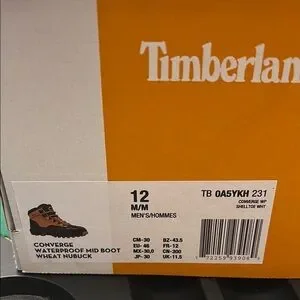 Timberlan
12
M/M
MEN'S/HOMMES
TB 0A5YKH 231
CONVERGE WP
SHELLTOE WHT
CONVERGE
WATERPROOF MID BOOT
WHEAT NUBUCK
CM-30 BZ-43.5
EU-46 FR-12
MX-30,0 CN-300
JP-30 UK-11.5